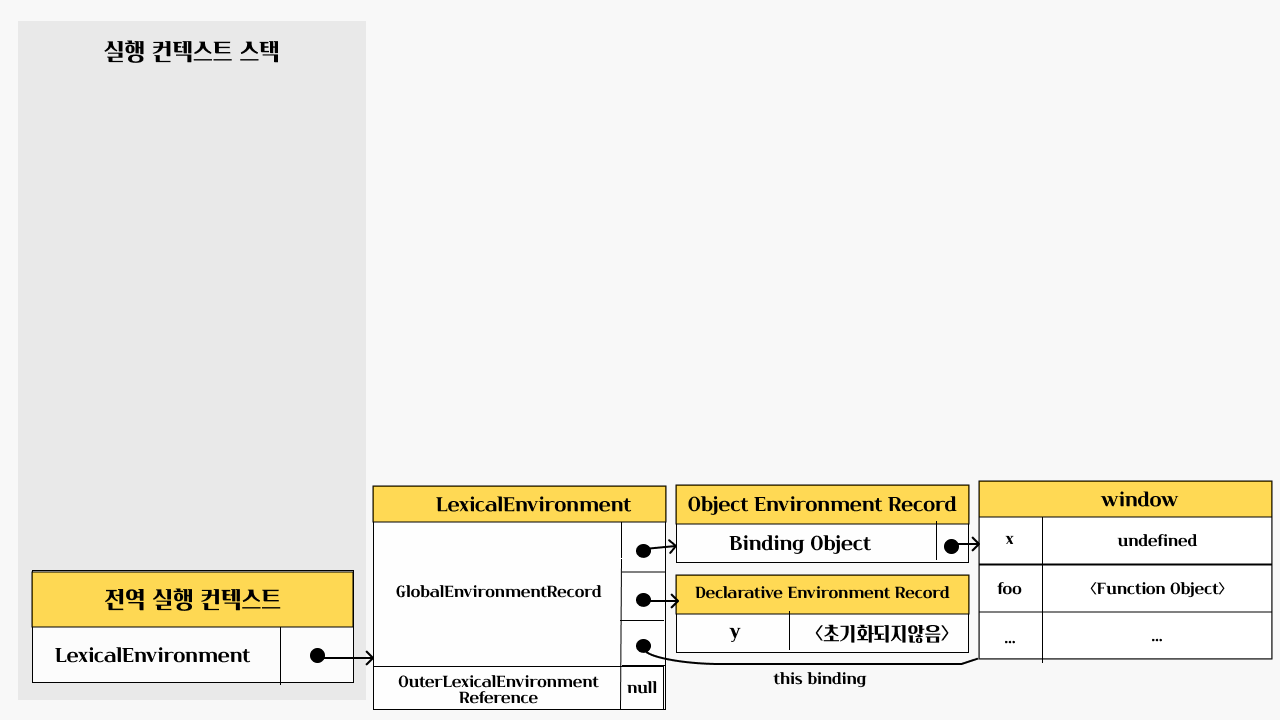 실행 컨텍스트 스택
전역 실행 컨텍스트
LexicalEnvironment
LexicalEnvironment
GlobalEnvironmentRecord
OuterLexicalEnvironment
Reference
null
Object Environment Record
Binding Object
Declarative Environment Record
y
〈초기화되지않음〉
this binding
window
x
undefined
foo
〈Function Object〉
...
...